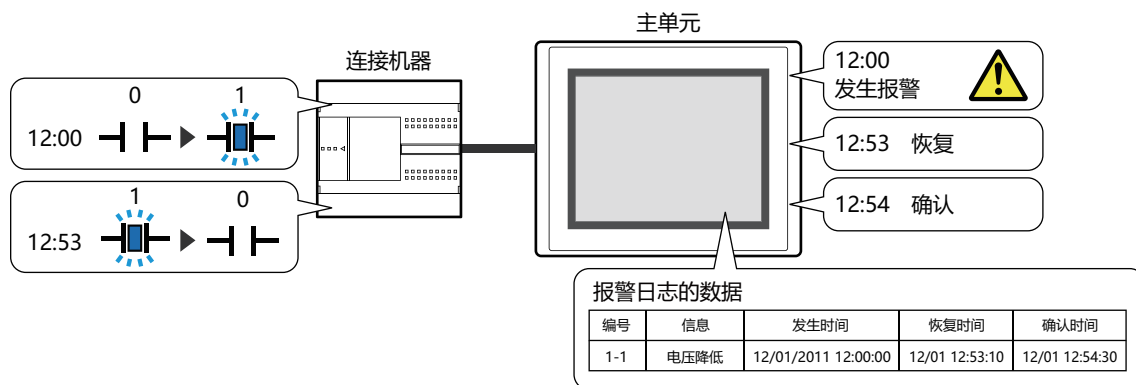 主单元
连接机器
12:00
发生报警
0 1
12:00
12:53 恢复
1 0
12:53
12:54 确认
报警日志的数据
编号 信息 发生时间 恢复时间 确认时间
1-1 电压降低 12/01/2011 12:00:00 12/01 12:53:10 12/01 12:54:30